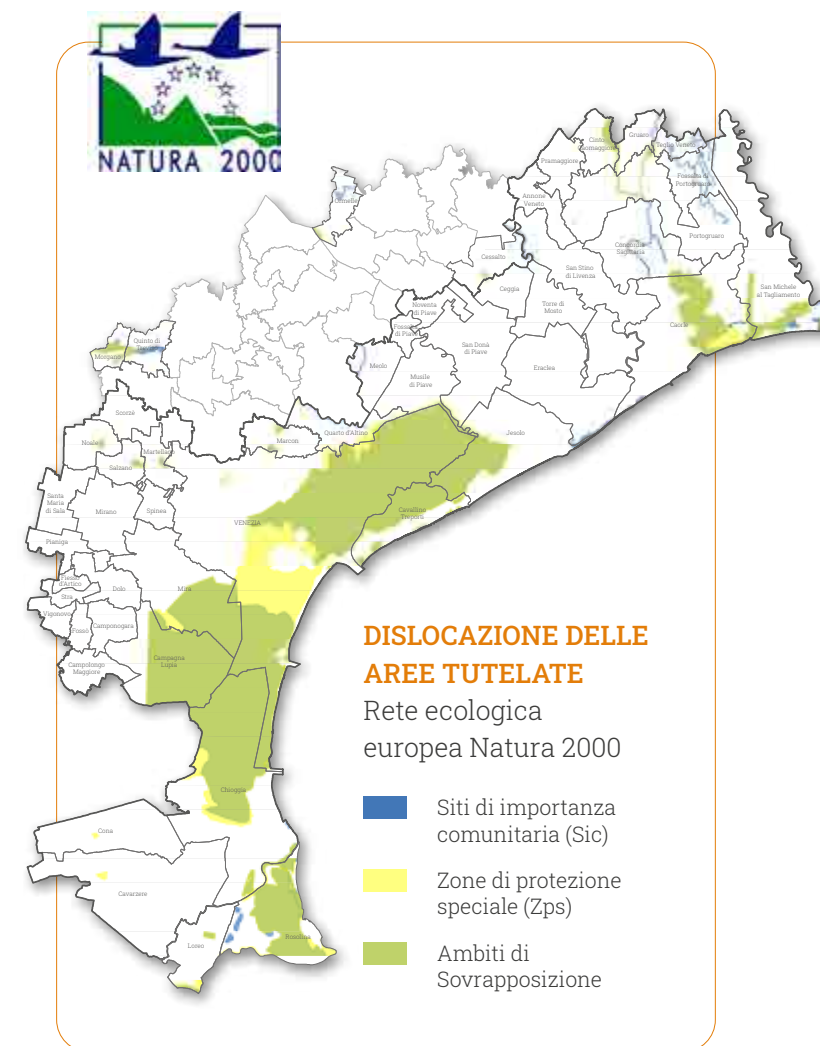 NATURA 2000
Cinto
Caomaggiore
Gruaro
Teglio Veneto
Pramaggiore
Fossalta di
Portogruaro
Annone
Veneto
Ormelle
Portogruaro
Concordia
Sagittaria
Cessalto
San Stino
di Livenza
Ceggia
San Michele
al Tagliamento
Noventa
di Piave
Torre di
Mosto
Fossalta
di Piave
Caorle
Quinto di
Treviso
Morgano
San Donà
di Piave
Meolo
Eraclea
Musile
di Piave
Scorzè
Noale
Marcon
Quarto d'Altino
Jesolo
Martellago
Salzano
Santa
Maria
di Sala
Mirano
Spinea
VENEZIA
Cavallino
Treporti
Pianiga
Fiesso
d'Artico
Stra
Dolo
Mira
Vigonovo
Fossò
Camponogara
Campagna
Lupia
Campolongo
Maggiore
DISLOCAZIONE DELLE
AREE TUTELATE
Rete ecologica
europea Natura 2000
Chioggia
Siti di importanza
comunitaria (Sic)
Cona
Zone di protezione
speciale (Zps)
Cavarzere
Loreo
Rosolina
Ambiti di
Sovrapposizione